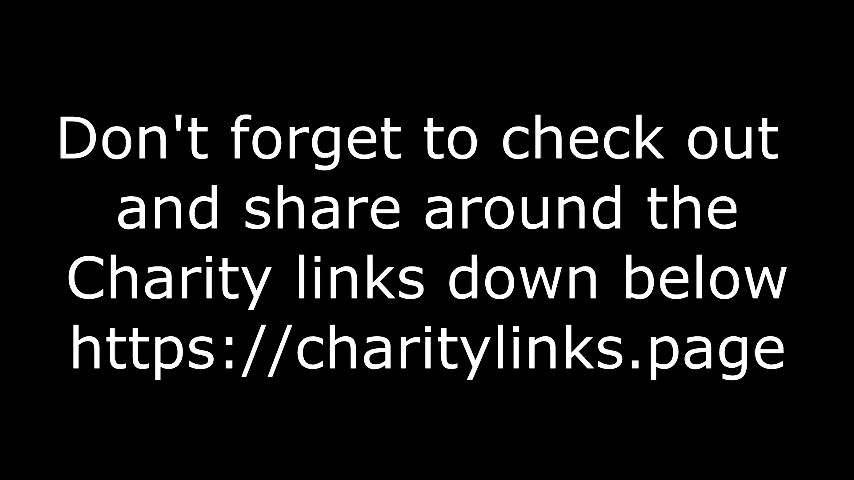 Don't forget to check out
and share around the
Charity links down below
https://charitylinks.page